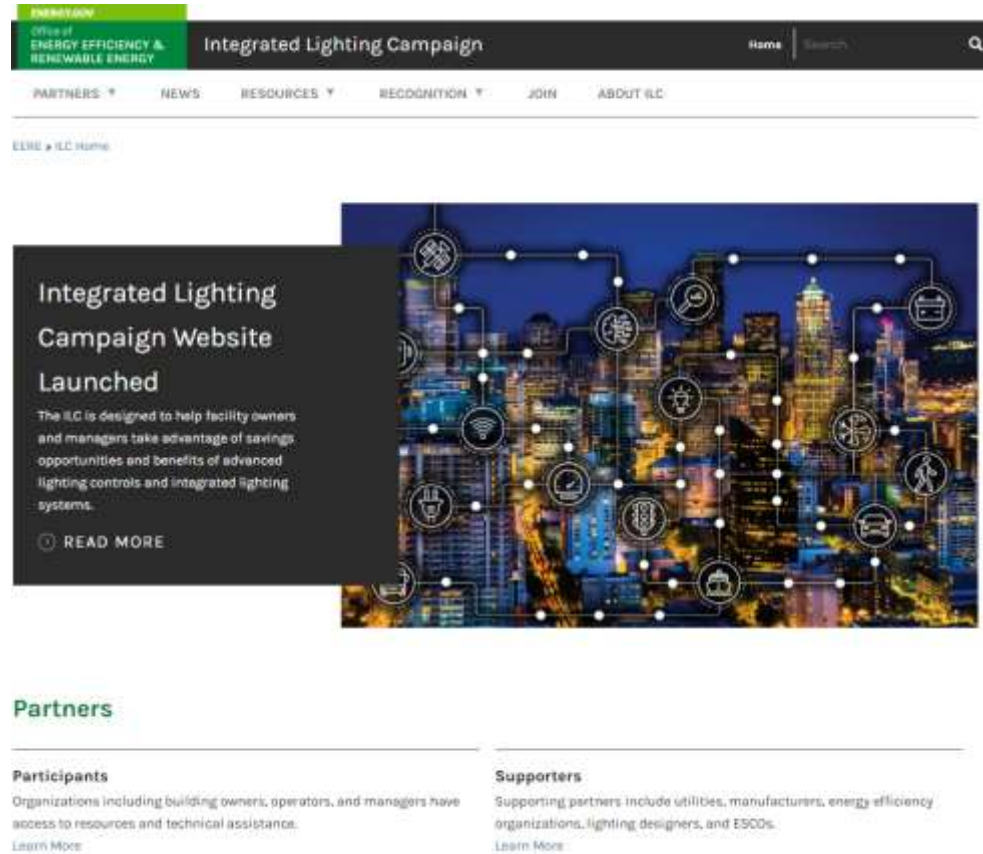 ENERGY.GOV
Office of
ENERGY EFFICIENCY &
RENEWABLE ENERGY
Integrated Lighting Campaign
Home
Search
PARTNERS
NEWS
RESOURCES
RECOGNITION
JOIN
ABOUT ILC
EERE ▸ ILC Home
Integrated Lighting
Campaign Website
Launched
The ILC is designed to help facility owners
and managers take advantage of savings
opportunities and benefits of advanced
lighting controls and integrated lighting
systems.
READ MORE
Partners
Participants
Organizations including building owners, operators, and managers have
access to resources and technical assistance.
Learn More
Supporters
Supporting partners include utilities, manufacturers, energy efficiency
organizations, lighting designers, and ESCOs.
Learn More